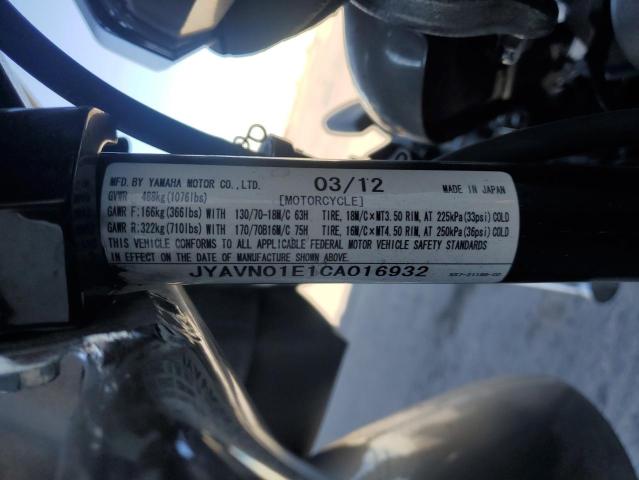 MFD. BY YAMAHA MOTOR CO., LTD. 03/12 MADE IN JAPAN
GVWR : 488kg(1076lbs) [MOTORCYCLE]
GAWR F: 166kg(366lbs) WITH 130/70-18M/C 63H TIRE, 18M/C×MT3.50 RIM, AT 225kPa(33psi) COLD
GAWR R: 322kg(710lbs) WITH 170/70B16M/C 75H TIRE, 16M/C×MT4.50 RIM, AT 250kPa(36psi) COLD
THIS VEHICLE CONFORMS TO ALL APPLICABLE FEDERAL MOTOR VEHICLE SAFETY STANDARDS
IN EFFECT ON THE DATE OF MANUFACTURE SHOWN ABOVE.
JYAVN01E1CA016932